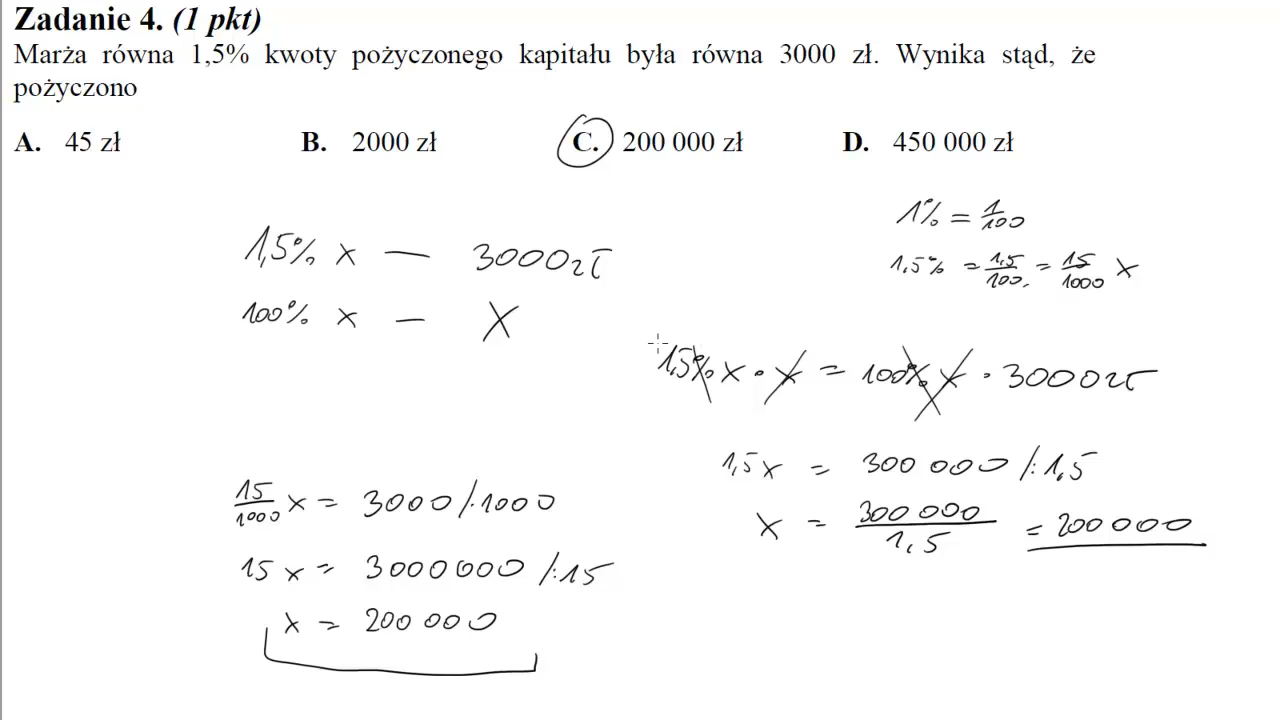 Zadanie 4. (1 pkt)
Marża równa 1,5% kwoty pożyczonego kapitału była równa 3000 zł. Wynika stąd, że
pożyczono
A. 45 zł B. 2000 zł C. 200 000 zł D. 450 000 zł
1% = 1/100
1,5% = 1,5/100 = 15/1000 x
1,5% x — 3000zł
100% x — x
1,5% x · x = 100% x · 3000zł
1,5x = 300 000 /:1,5
x = 300 000/1,5 = 200 000
15/1000 x = 3000 /·1000
15 x = 3000000 /:15
x = 200 000